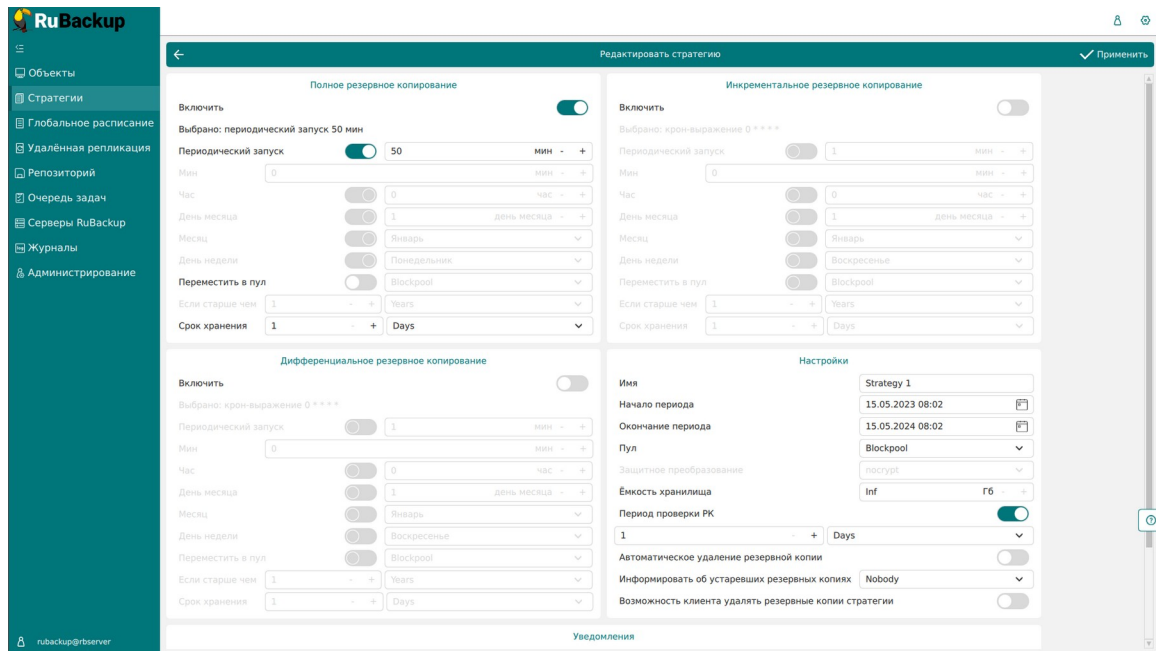 RuBackup
Объекты
Стратегии
Глобальное расписание
Удалённая репликация
Репозиторий
Очередь задач
Серверы RuBackup
Журналы
Администрирование
rubackup@rbserver
Редактировать стратегию
Применить
Полное резервное копирование
Включить
Выбрано: периодический запуск 50 мин
Периодический запуск 50 мин - +
Мин 0 мин - +
Час 0 час - +
День месяца 1 день месяца - +
Месяц Январь
День недели Понедельник
Переместить в пул Blockpool
Если старше чем 1 - + Years
Срок хранения 1 - + Days
Инкрементальное резервное копирование
Включить
Выбрано: крон-выражение 0 * * * *
Периодический запуск 1 мин - +
Мин 0 мин - +
Час 0 час - +
День месяца 1 день месяца - +
Месяц Январь
День недели Воскресенье
Переместить в пул Blockpool
Если старше чем 1 - + Years
Срок хранения 1 - + Days
Дифференциальное резервное копирование
Включить
Выбрано: крон-выражение 0 * * * *
Периодический запуск 1 мин - +
Мин 0 мин - +
Час 0 час - +
День месяца 1 день месяца - +
Месяц Январь
День недели Воскресенье
Переместить в пул Blockpool
Если старше чем 1 - + Years
Срок хранения 1 - + Days
Настройки
Имя Strategy 1
Начало периода 15.05.2023 08:02
Окончание периода 15.05.2024 08:02
Пул Blockpool
Защитное преобразование nocrypt
Ёмкость хранилища Inf Гб - +
Период проверки РК
1 - + Days
Автоматическое удаление резервной копии
Информировать об устаревших резервных копиях Nobody
Возможность клиента удалять резервные копии стратегии
Уведомления